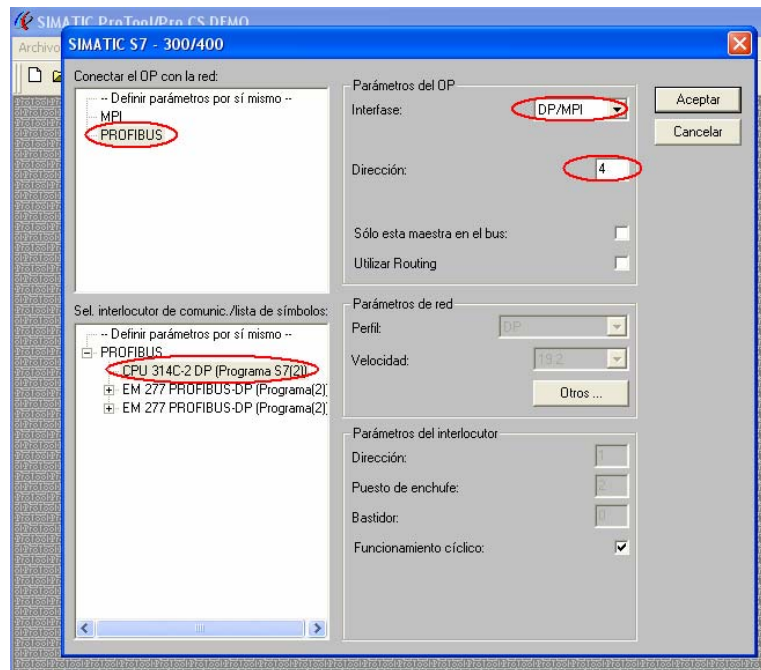 SIMATIC ProTool/Pro CS DEMO
Archivo
SIMATIC S7 - 300/400
Conectar el OP con la red:
-- Definir parámetros por sí mismo --
MPI
PROFIBUS
Parámetros del OP
Interfase: DP/MPI
Dirección: 4
Sólo esta maestra en el bus:
Utilizar Routing
Aceptar
Cancelar
Sel. interlocutor de comunic./lista de símbolos:
-- Definir parámetros por sí mismo --
PROFIBUS
CPU 314C-2 DP (Programa S7(2))
EM 277 PROFIBUS-DP (Programa(2)
EM 277 PROFIBUS-DP (Programa(2)
Parámetros de red
Perfil: DP
Velocidad: 19.2
Otros ...
Parámetros del interlocutor
Dirección: 1
Puesto de enchufe: 2
Bastidor: 0
Funcionamiento cíclico: